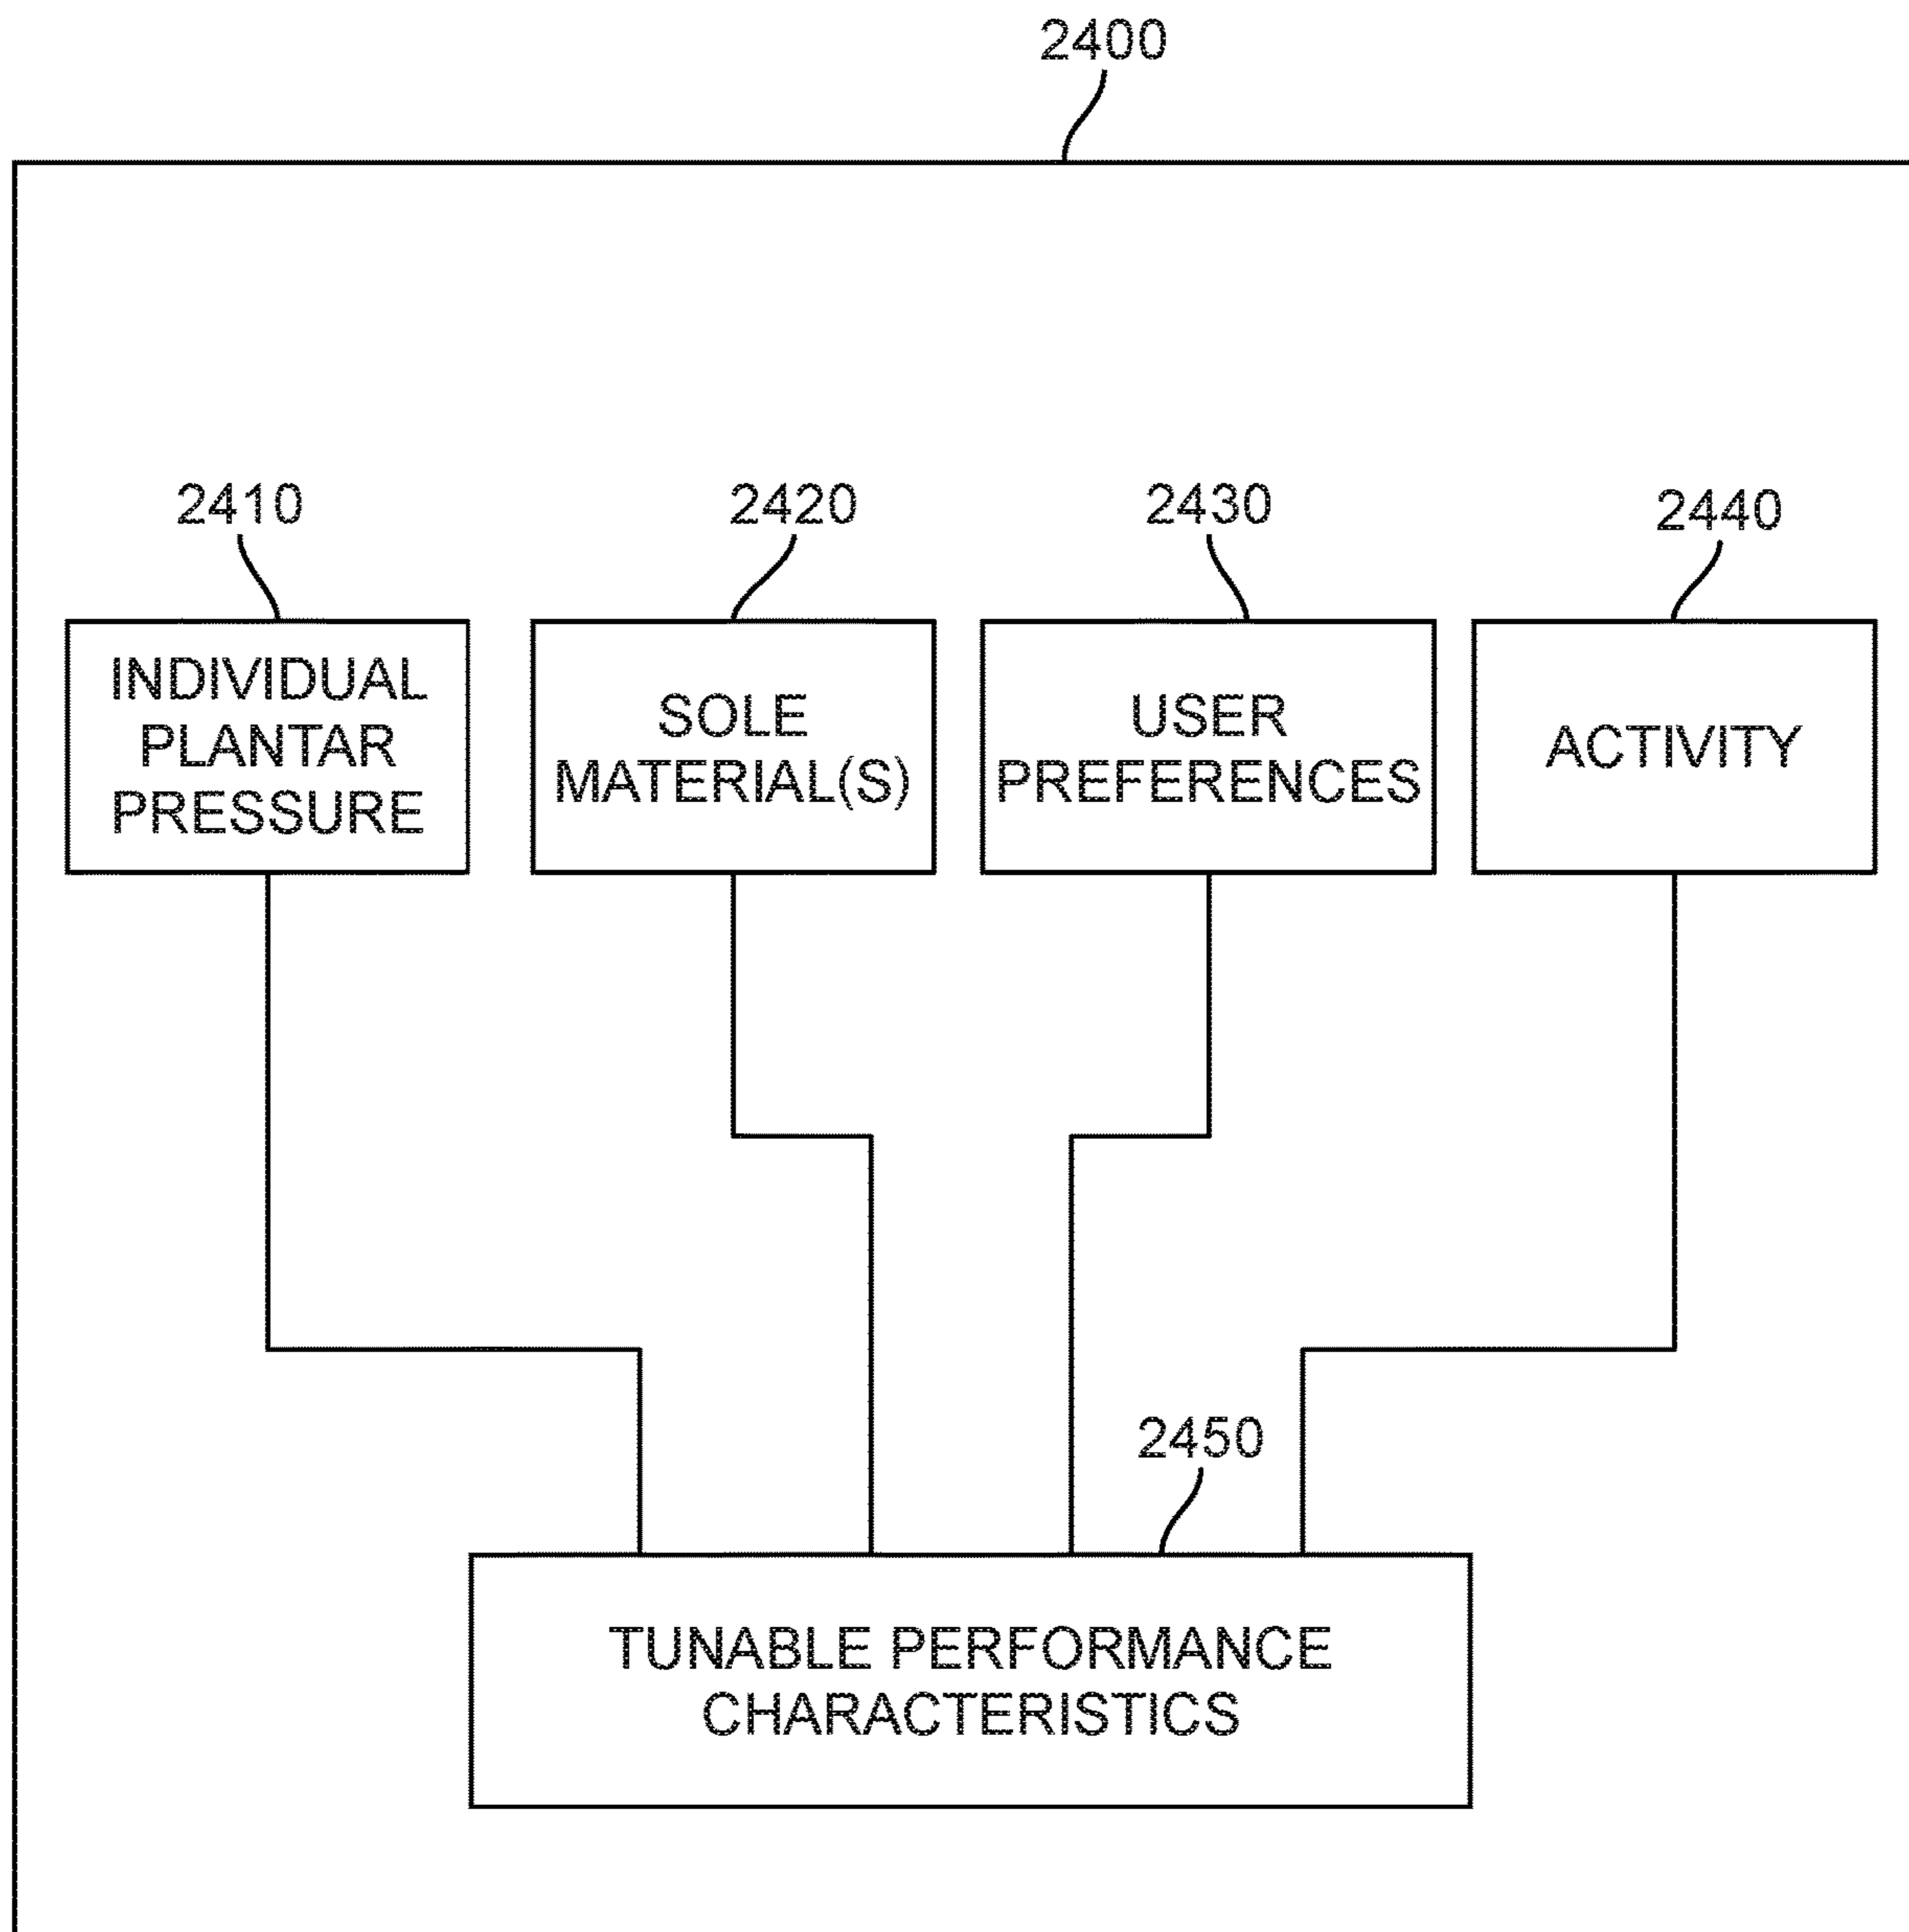 2400
2410
2420
2430
2440
INDIVIDUAL
PLANTAR
PRESSURE
SOLE
MATERIAL(S)
USER
PREFERENCES
ACTIVITY
2450
TUNABLE PERFORMANCE
CHARACTERISTICS